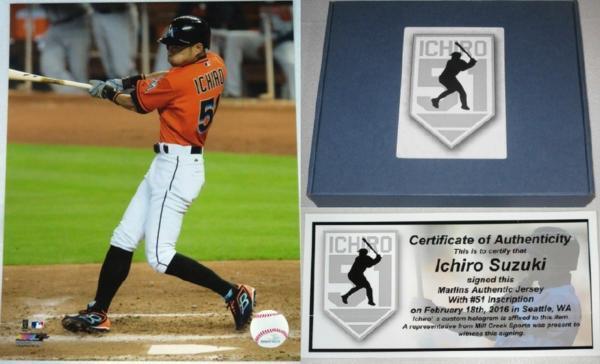 ICHIRO
51
ICHIRO
51
ICHIRO
51
Certificate of Authenticity
This is to certify that
Ichiro Suzuki
signed this
Marlins Authentic Jersey
With #51 Inscription
on February 18th, 2016 in Seattle, WA
Ichiro' s custom hologram is affixed to this item
A representative from Mill Creek Sports was present to
witness this signing.